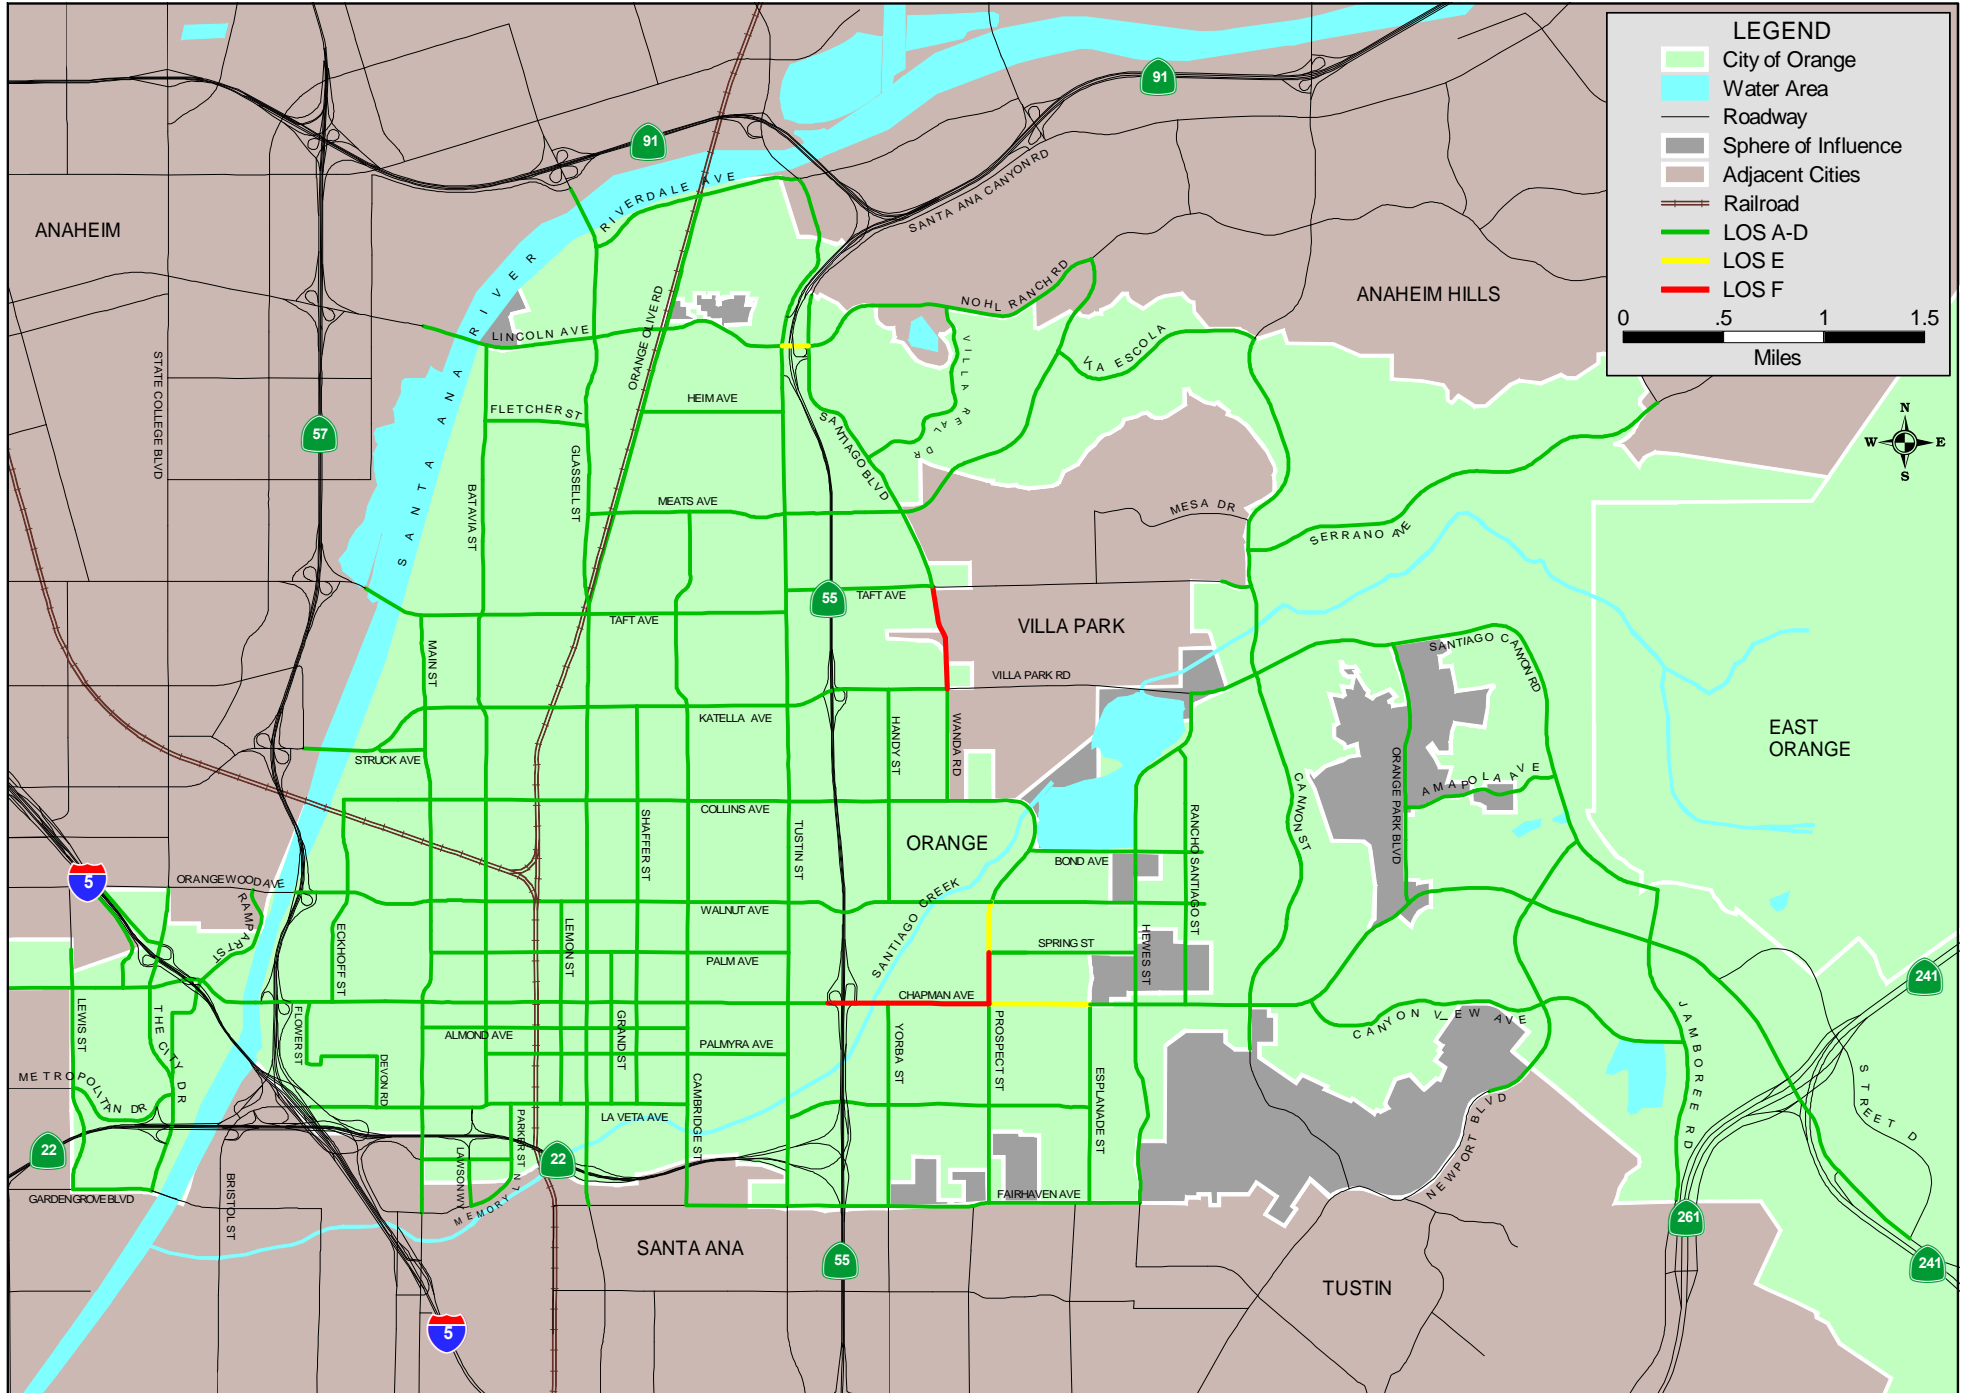 LEGEND
City of Orange
Water Area
Roadway
Sphere of Influence
Adjacent Cities
Railroad
LOS A-D
LOS E
LOS F
0 .5 1 1.5
Miles
N
W E
S
91
91
ANAHEIM
RIVERDALE AVE
SANTA ANA CANYON RD
SANTA ANA RIVER
NOHL RANCH RD
ANAHEIM HILLS
LINCOLN AVE
ORANGE OLIVE RD
VILLA REAL DR
VIA ESCOLA
STATE COLLEGE BLVD
HEIM AVE
FLETCHER ST
SANTIAGO BLVD
57
GLASSELL ST
BATAVIA ST
MEATS AVE
MESA DR
SERRANO AVE
55
TAFT AVE
TAFT AVE
VILLA PARK
MAIN ST
SANTIAGO CANYON RD
VILLA PARK RD
KATELLA AVE
HANDY ST
WANDA RD
EAST
ORANGE
STRUCK AVE
ORANGE PARK BLVD
AMAPOLA AVE
CANNON ST
COLLINS AVE
SHAFFER ST
TUSTIN ST
ORANGE
RANCHO SANTIAGO ST
BOND AVE
5
ORANGEWOOD AVE
RAMPART ST
SANTIAGO CREEK
WALNUT AVE
ECKHOFF ST
LEMON ST
SPRING ST
HEWES ST
PALM AVE
241
CHAPMAN AVE
LEWIS ST
THE CITY DR
FLOWER ST
GRAND ST
ALMOND AVE
YORBA ST
PROSPECT ST
CANYON VIEW AVE
JAMBOREE RD
PALMYRA AVE
DEVON RD
METROPOLITAN DR
CAMBRIDGE ST
ESPLANADE ST
STREET D
LA VETA AVE
PARKER ST
NEWPORT BLVD
22
22
LAWSON WY
BRISTOL ST
GARDEN GROVE BLVD
MEMORY LN
FAIRHAVEN AVE
261
SANTA ANA
55
241
TUSTIN
5